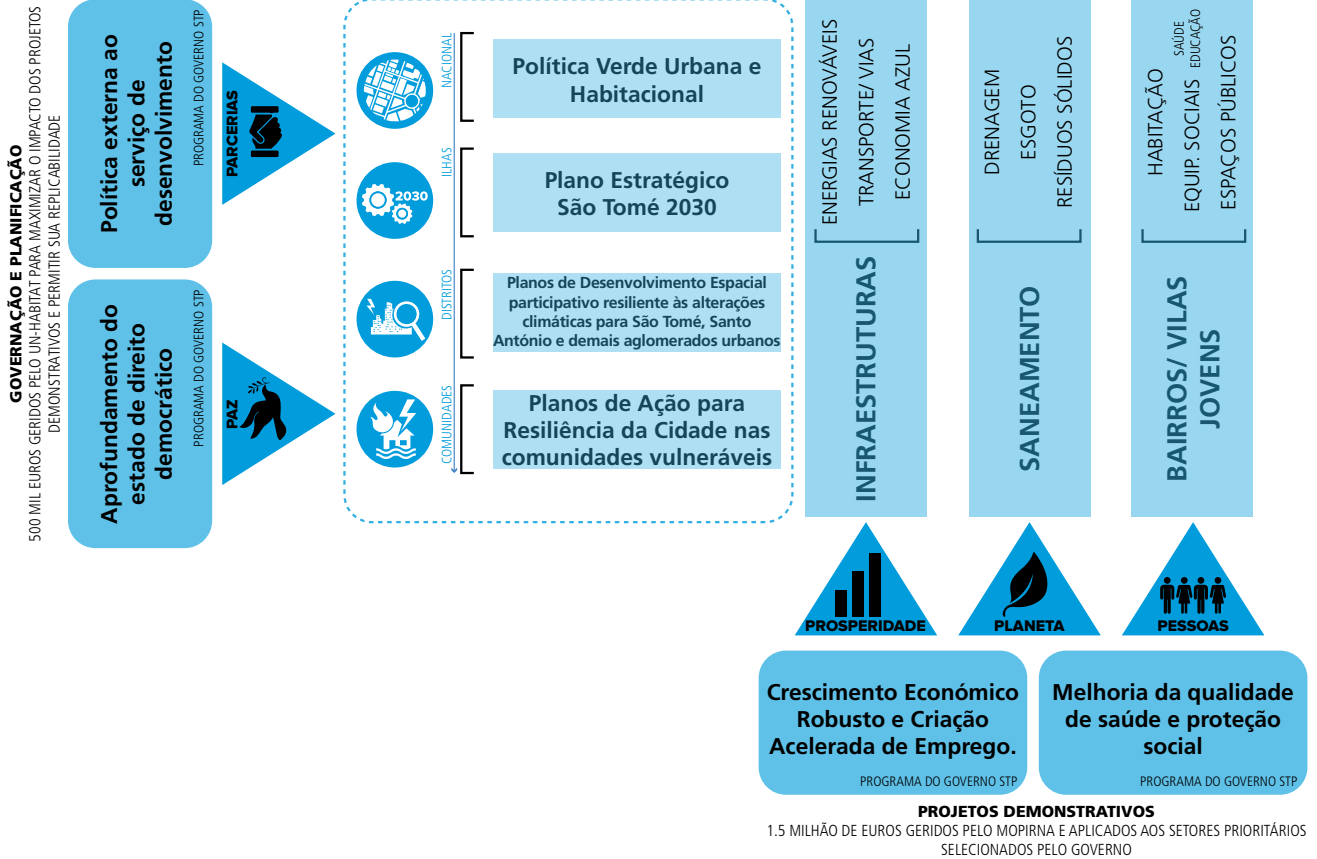 GOVERNAÇÃO E PLANIFICAÇÃO
500 MIL EUROS GERIDOS PELO UN-HABITAT PARA MAXIMIZAR O IMPACTO DOS PROJETOS
DEMONSTRATIVOS E PERMITIR SUA REPLICABILIDADE
Política externa ao
serviço de
desenvolvimento
PROGRAMA DO GOVERNO STP
PARCERIAS
Aprofundamento do
estado de direito
democrático
PROGRAMA DO GOVERNO STP
PAZ
NACIONAL
Política Verde Urbana e
Habitacional
ILHAS
2030
Plano Estratégico
São Tomé 2030
DISTRITOS
Planos de Desenvolvimento Espacial
participativo resiliente às alterações
climáticas para São Tomé, Santo
António e demais aglomerados urbanos
COMUNIDADES
Planos de Ação para
Resiliência da Cidade nas
comunidades vulneráveis
INFRAESTRUTURAS
ENERGIAS RENOVÁVEIS
TRANSPORTE/ VIAS
ECONOMIA AZUL
SANEAMENTO
DRENAGEM
ESGOTO
RESÍDUOS SÓLIDOS
BAIRROS/ VILAS
JOVENS
HABITAÇÃO
EQUIP. SOCIAIS
SAÚDE
EDUCAÇÃO
ESPAÇOS PÚBLICOS
PROSPERIDADE
PLANETA
PESSOAS
Crescimento Económico
Robusto e Criação
Acelerada de Emprego.
PROGRAMA DO GOVERNO STP
Melhoria da qualidade
de saúde e proteção
social
PROGRAMA DO GOVERNO STP
PROJETOS DEMONSTRATIVOS
1.5 MILHÃO DE EUROS GERIDOS PELO MOPIRNA E APLICADOS AOS SETORES PRIORITÁRIOS
SELECIONADOS PELO GOVERNO